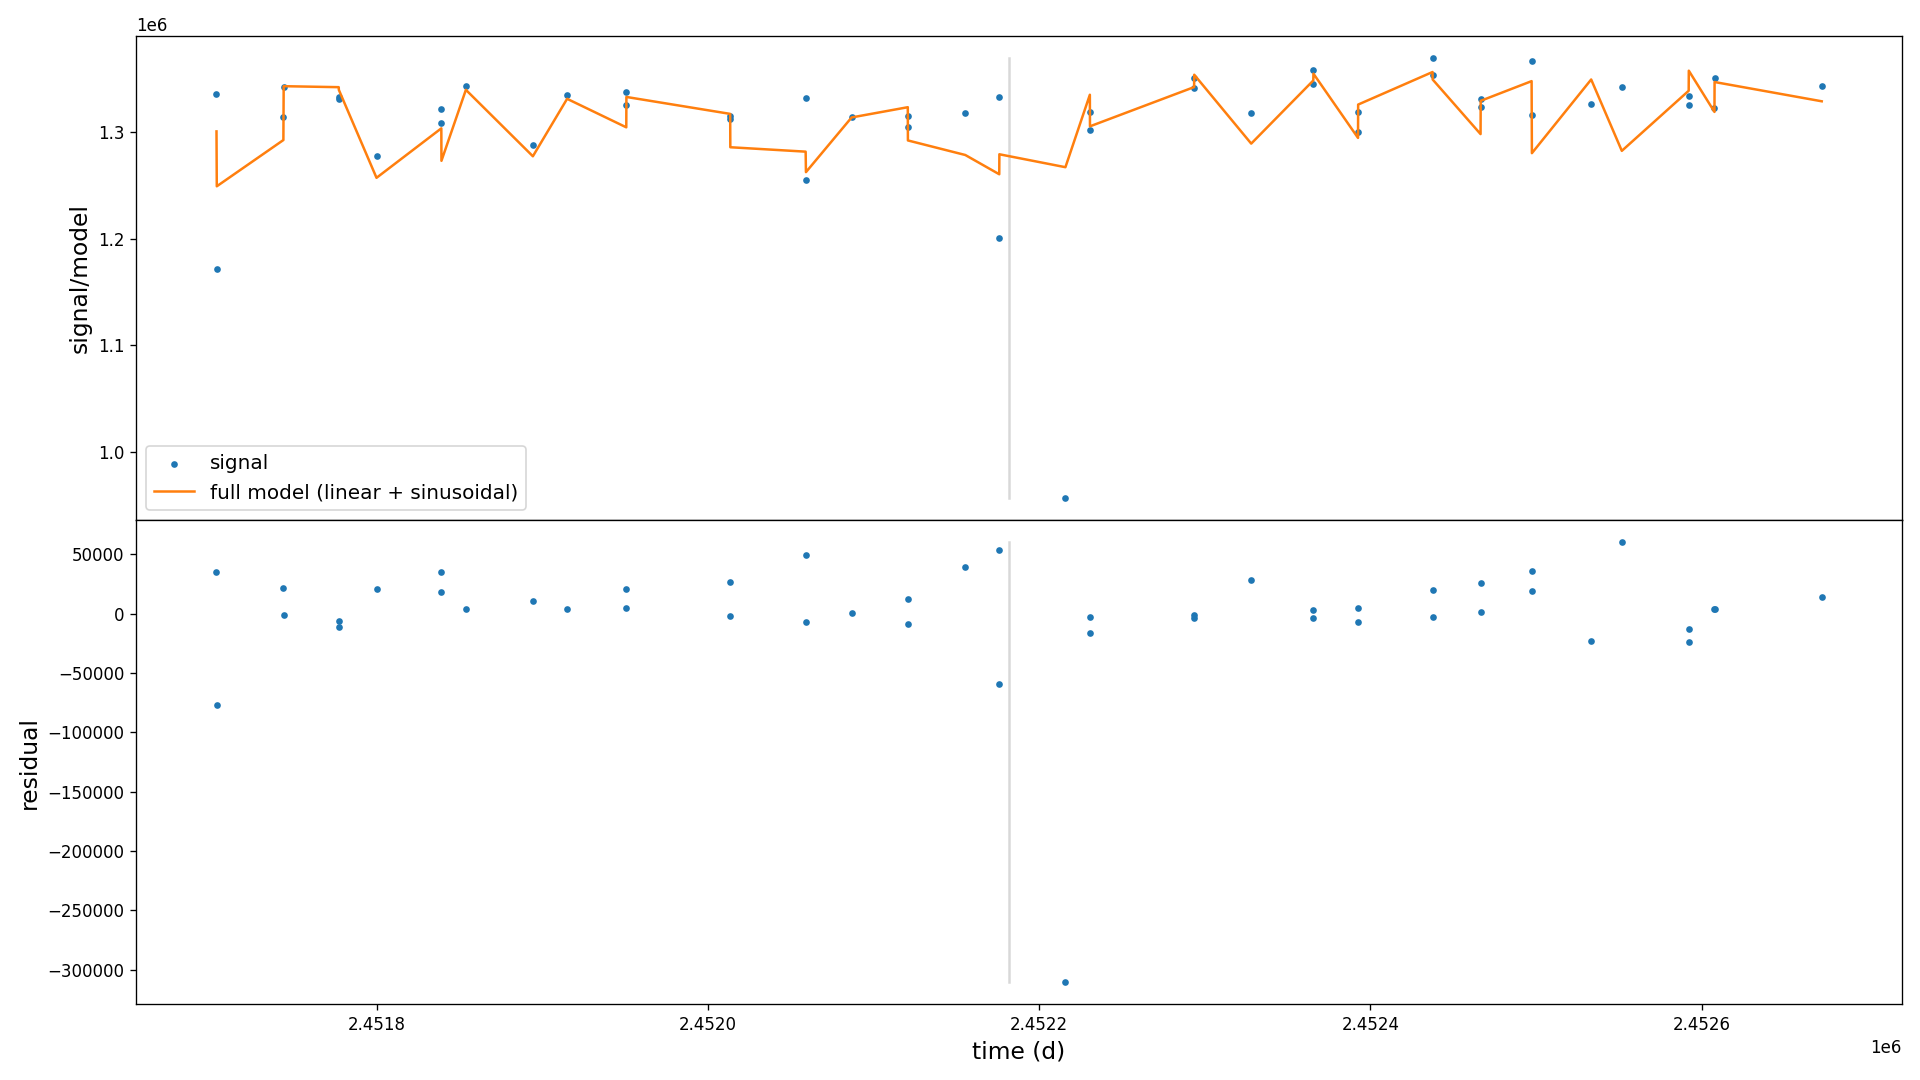 1e6
signal/model
1.3
1.2
1.1
1.0
signal
full model (linear + sinusoidal)
residual
50000
0
−50000
−100000
−150000
−200000
−250000
−300000
2.4518 2.4520 2.4522 2.4524 2.4526
time (d)
1e6